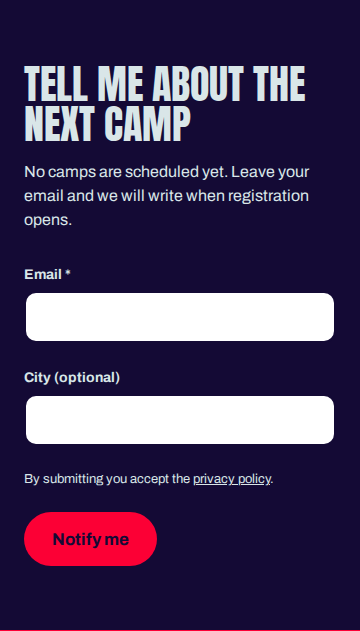 TELL ME ABOUT THE
NEXT CAMP
No camps are scheduled yet. Leave your
email and we will write when registration
opens.
Email *
City (optional)
By submitting you accept the privacy policy.
Notify me